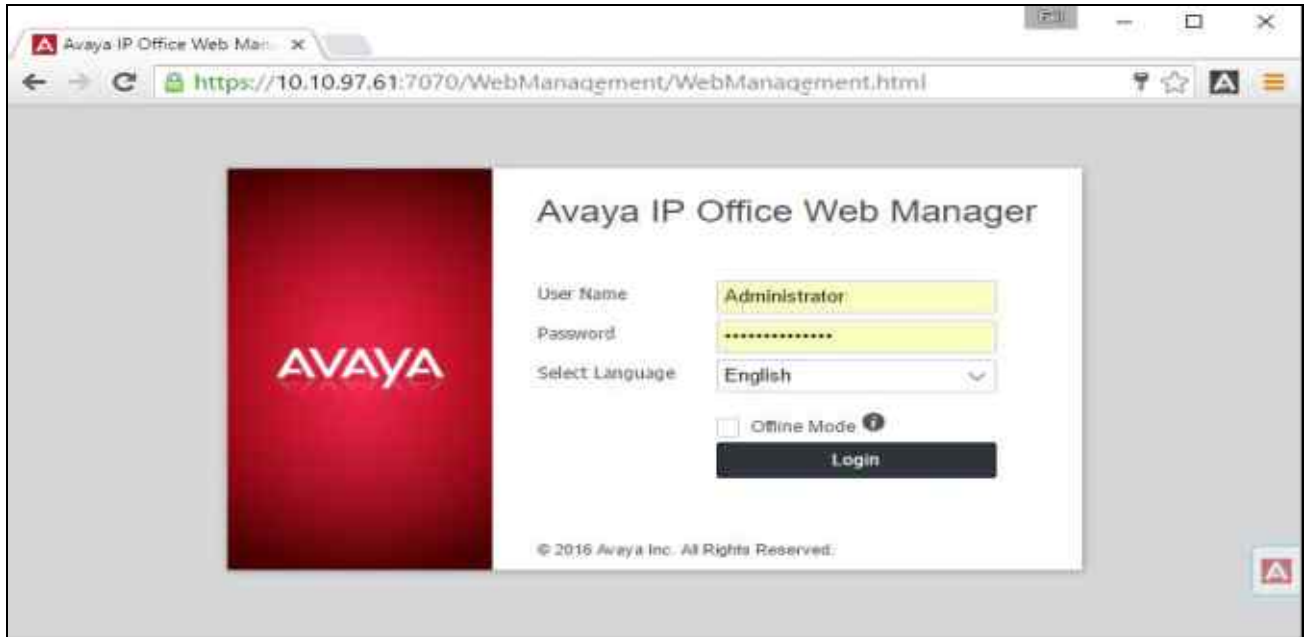 Avaya IP Office Web Man
https://10.10.97.61:7070/WebManagement/WebManagement.html
AVAYA
Avaya IP Office Web Manager
User Name Administrator
Password ••••••••••••••
Select Language English
Offline Mode
Login
© 2016 Avaya Inc. All Rights Reserved.